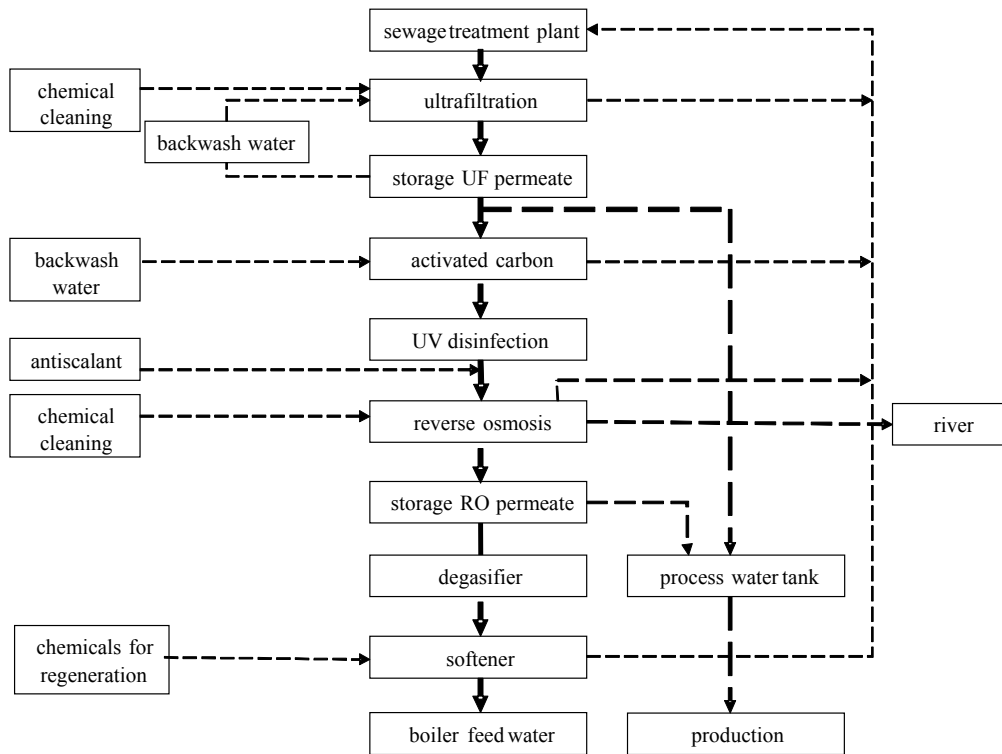 sewage treatment plant
chemical
cleaning
ultrafiltration
backwash water
storage UF permeate
backwash
water
activated carbon
UV disinfection
antiscalant
chemical
cleaning
reverse osmosis
river
storage RO permeate
degasifier
process water tank
chemicals for
regeneration
softener
boiler feed water
production